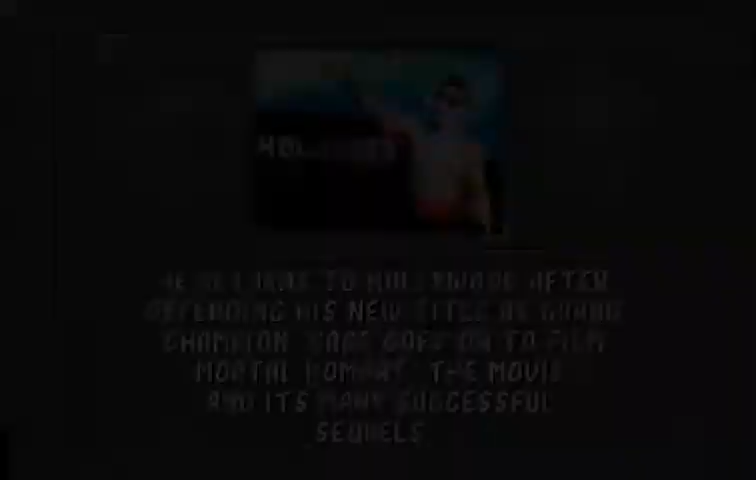 HE RETURNS TO HOLLYWOOD AFTER
DEFENDING HIS NEW TITLE AS GRAND
CHAMPION. CAGE GOES ON TO FILM
MORTAL KOMBAT THE MOVIE
AND ITS MANY SUCCESSFUL
SEQUELS